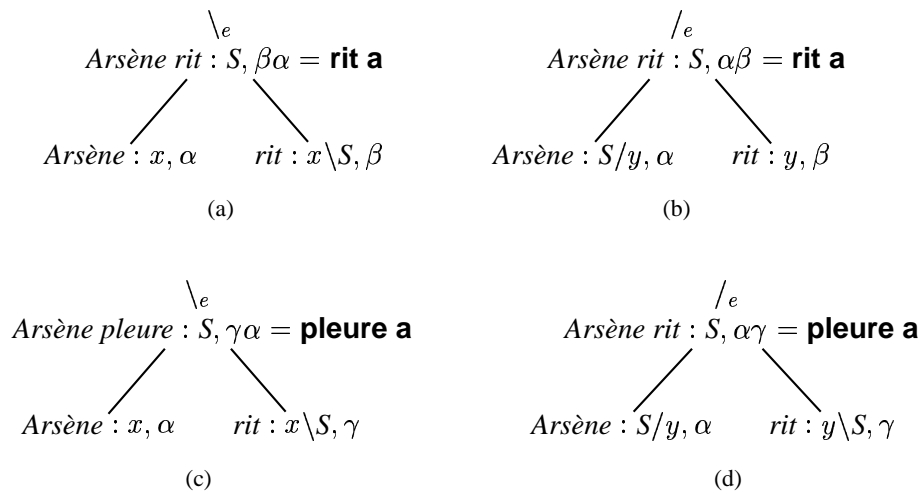 \e /e
Arsène rit : S, βα = rit a Arsène rit : S, αβ = rit a
Arsène : x, α rit : x\S, β Arsène : S/y, α rit : y, β
(a) (b)
\e /e
Arsène pleure : S, γα = pleure a Arsène rit : S, αγ = pleure a
Arsène : x, α rit : x\S, γ Arsène : S/y, α rit : y\S, γ
(c) (d)